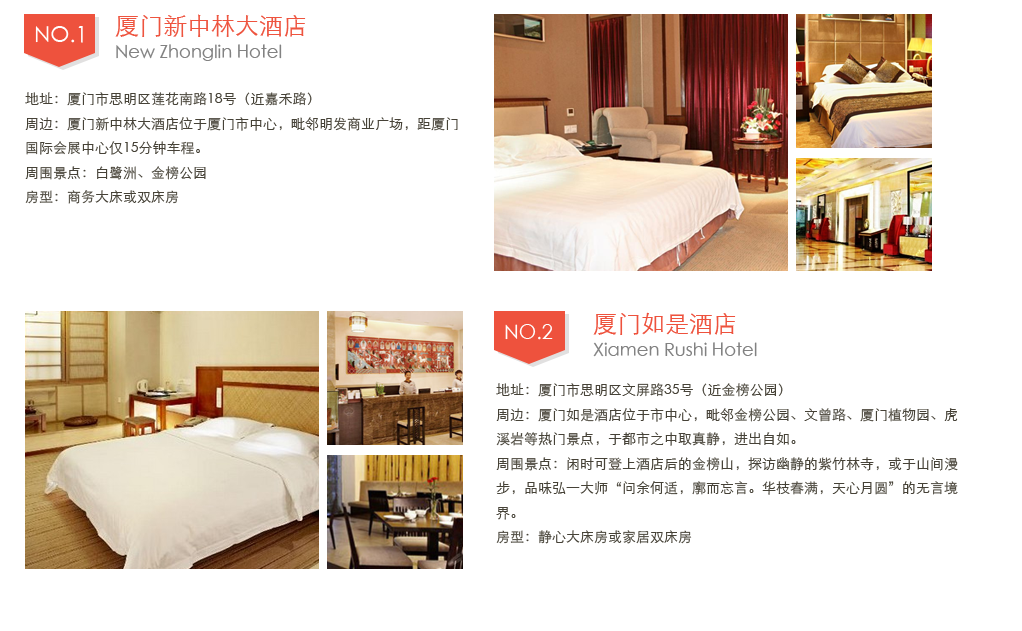 NO.1
厦门新中林大酒店
New Zhonglin Hotel
地址：厦门市思明区莲花南路18号（近嘉禾路）
周边：厦门新中林大酒店位于厦门市中心，毗邻明发商业广场，距厦门
国际会展中心仅15分钟车程。
周围景点：白鹭洲、金榜公园
房型：商务大床或双床房
NO.2
厦门如是酒店
Xiamen Rushi Hotel
地址：厦门市思明区文屏路35号（近金榜公园）
周边：厦门如是酒店位于市中心，毗邻金榜公园、文曾路、厦门植物园、虎
溪岩等热门景点，于都市之中取真静，进出自如。
周围景点：闲时可登上酒店后的金榜山，探访幽静的紫竹林寺，或于山间漫
步，品味弘一大师“问余何适，廓而忘言。华枝春满，天心月圆”的无言境
界。
房型：静心大床房或家居双床房